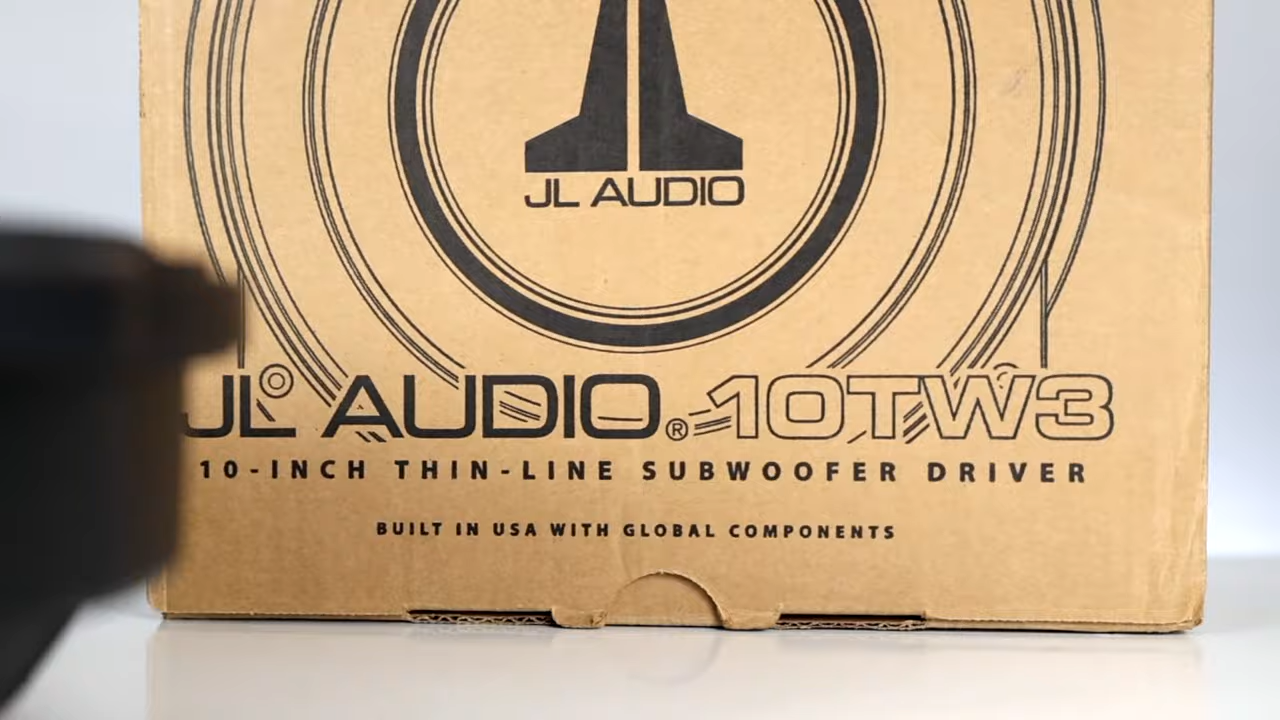 JL AUDIO
JL AUDIO® 10TW3
10-INCH THIN-LINE SUBWOOFER DRIVER
BUILT IN USA WITH GLOBAL COMPONENTS